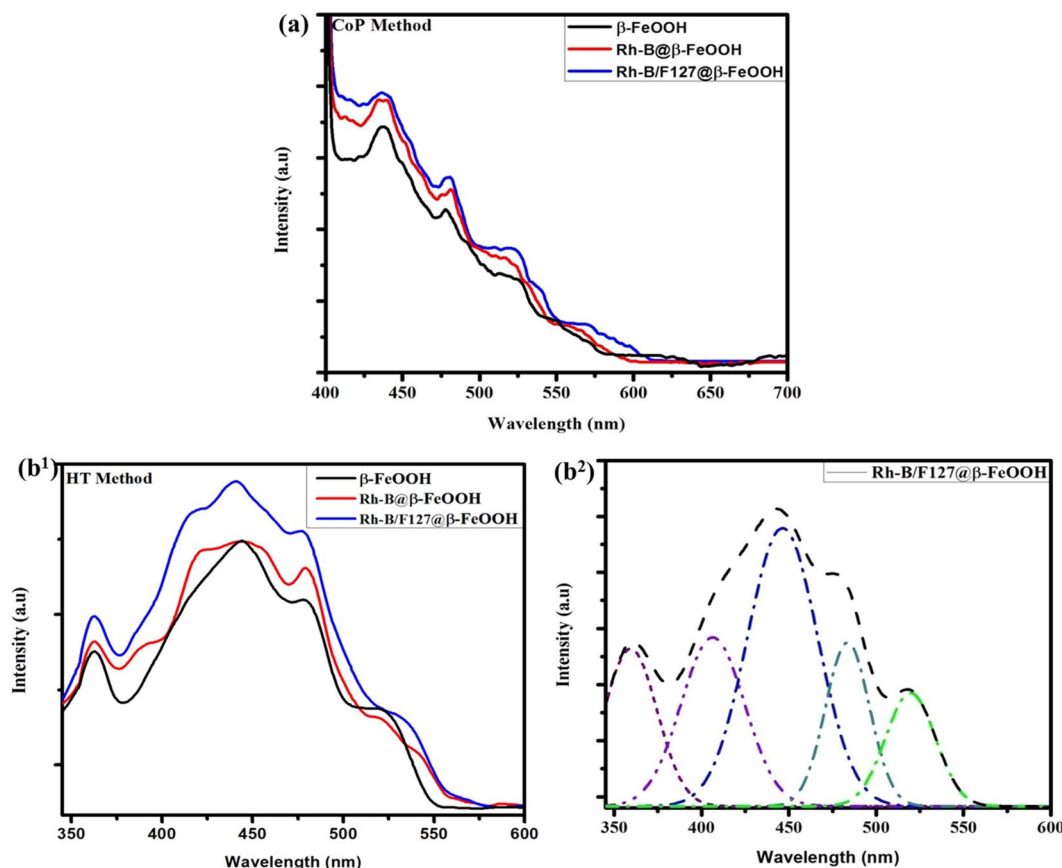 (a)
CoP Method
β-FeOOH
Rh-B@β-FeOOH
Rh-B/F127@β-FeOOH
Intensity (a.u)
400 450 500 550 600 650 700
Wavelength (nm)
(b¹)
HT Method
β-FeOOH
Rh-B@β-FeOOH
Rh-B/F127@β-FeOOH
Intensity (a.u)
350 400 450 500 550 600
Wavelength (nm)
(b²)
Rh-B/F127@β-FeOOH
Intensity (a.u)
350 400 450 500 550 600
Wavelength (nm)